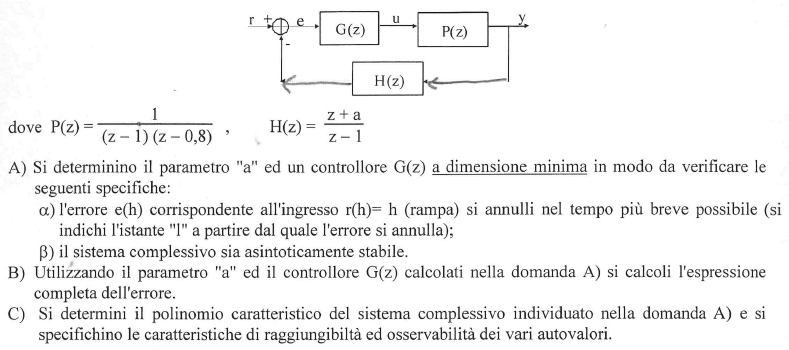 r + e G(z) u P(z) y
-
H(z)
dove P(z) = 1 / (z – 1) (z – 0,8) , H(z) = z + a / z – 1
A) Si determinino il parametro "a" ed un controllore G(z) a dimensione minima in modo da verificare le
seguenti specifiche:
α) l'errore e(h) corrispondente all'ingresso r(h)= h (rampa) si annulli nel tempo più breve possibile (si
indichi l'istante "l" a partire dal quale l'errore si annulla);
β) il sistema complessivo sia asintoticamente stabile.
B) Utilizzando il parametro "a" ed il controllore G(z) calcolati nella domanda A) si calcoli l'espressione
completa dell'errore.
C) Si determini il polinomio caratteristico del sistema complessivo individuato nella domanda A) e si
specifichino le caratteristiche di raggiungibiltà ed osservabilità dei vari autovalori.